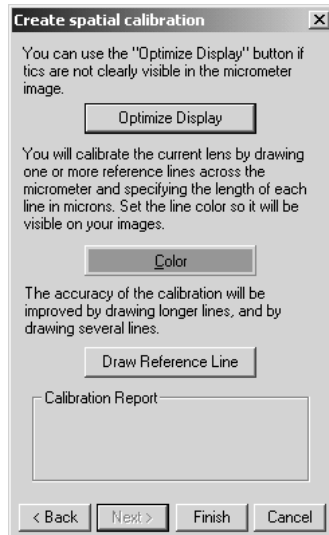 Create spatial calibration
You can use the "Optimize Display" button if
tics are not clearly visible in the micrometer
image.
Optimize Display
You will calibrate the current lens by drawing
one or more reference lines across the
micrometer and specifying the length of each
line in microns. Set the line color so it will be
visible on your images.
Color
The accuracy of the calibration will be
improved by drawing longer lines, and by
drawing several lines.
Draw Reference Line
Calibration Report
< Back Next > Finish Cancel